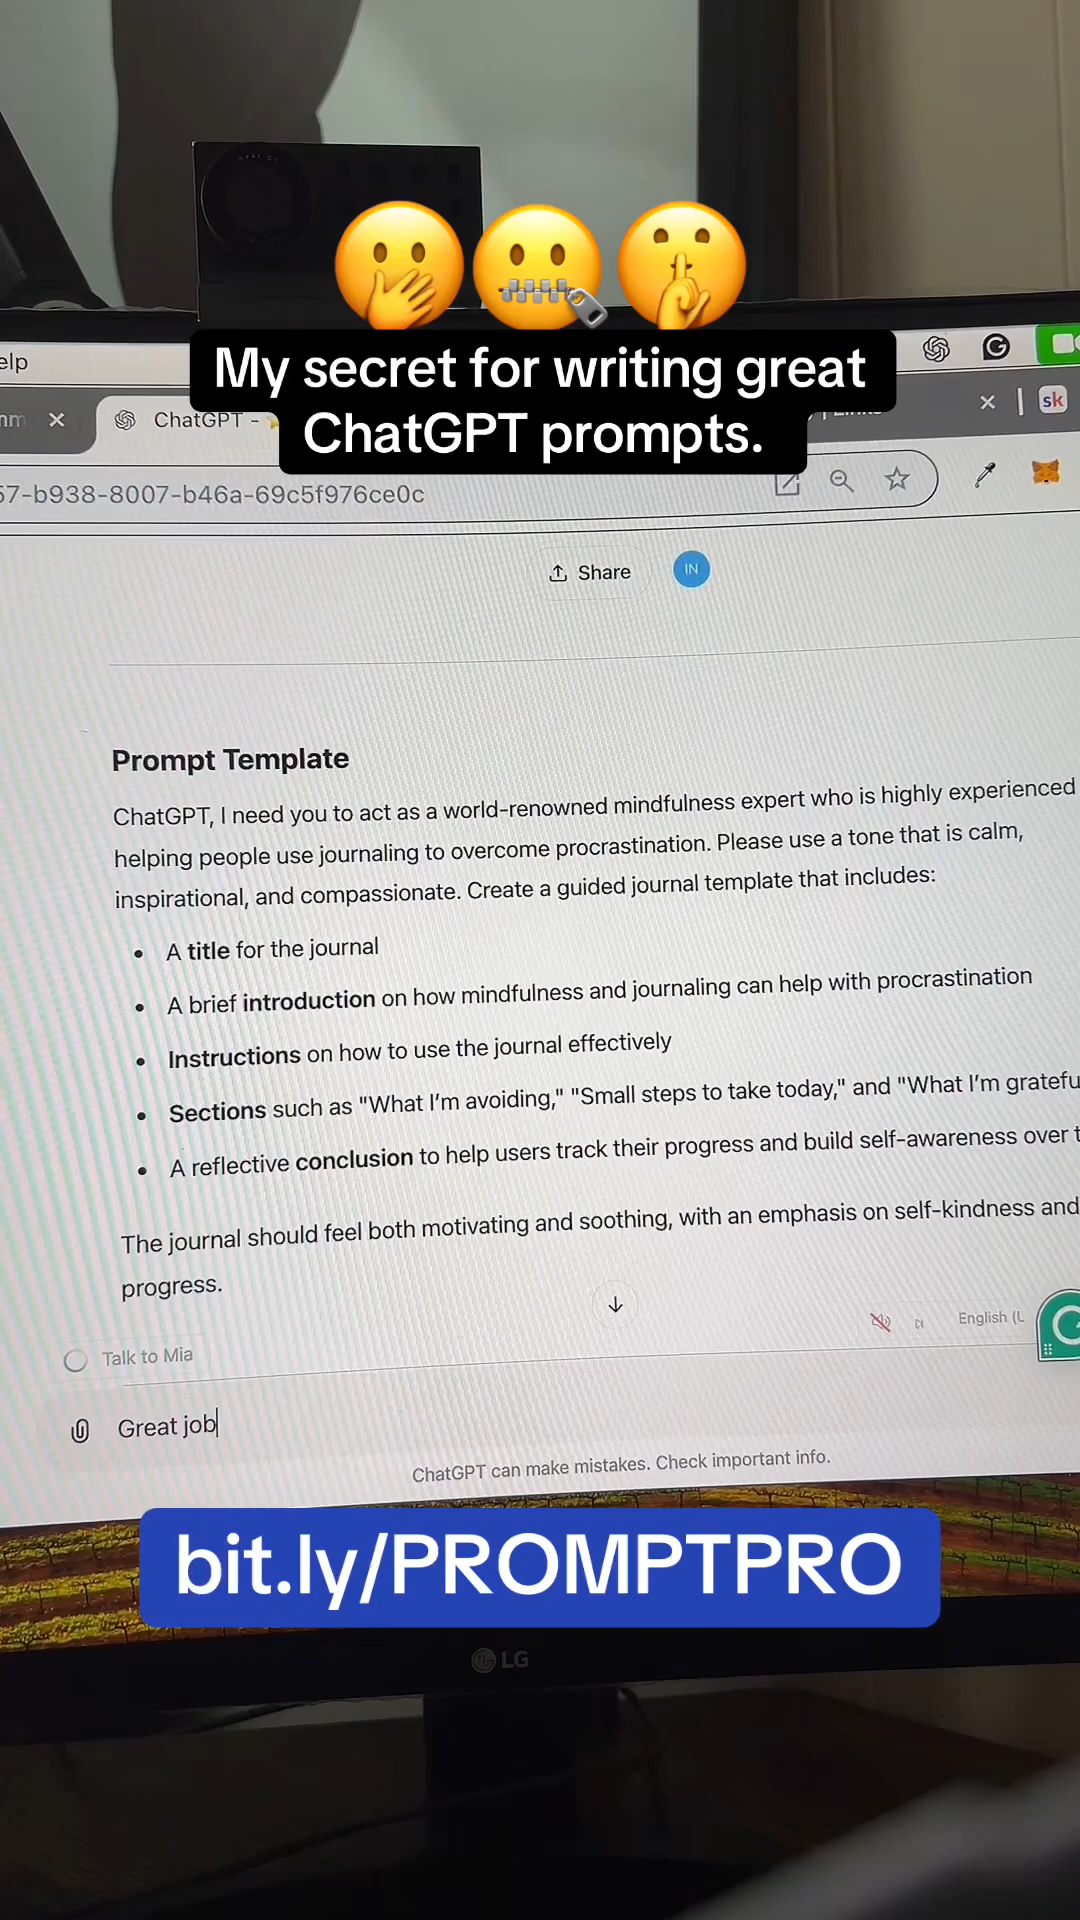 My secret for writing great
ChatGPT prompts.
elp
ChatGPT -
sk
57-b938-8007-b46a-69c5f976ce0c
Share
IN
Prompt Template
ChatGPT, I need you to act as a world-renowned mindfulness expert who is highly experienced
helping people use journaling to overcome procrastination. Please use a tone that is calm,
inspirational, and compassionate. Create a guided journal template that includes:
• A title for the journal
• A brief introduction on how mindfulness and journaling can help with procrastination
• Instructions on how to use the journal effectively
• Sections such as "What I'm avoiding," "Small steps to take today," and "What I'm gratefu
• A reflective conclusion to help users track their progress and build self-awareness over t
The journal should feel both motivating and soothing, with an emphasis on self-kindness and
progress.
English (U
Talk to Mia
Great job
ChatGPT can make mistakes. Check important info.
bit.ly/PROMPTPRO
LG